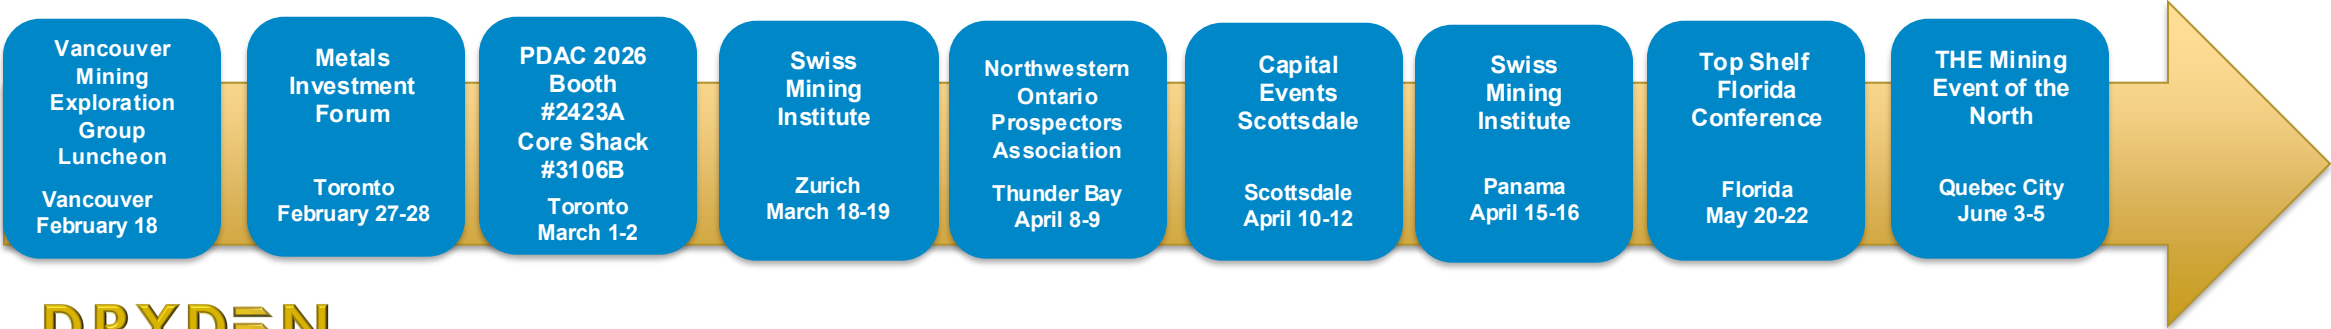 Vancouver
Mining
Exploration
Group
Luncheon
Vancouver
February 18
Metals
Investment
Forum
Toronto
February 27-28
PDAC 2026
Booth
#2423A
Core Shack
#3106B
Toronto
March 1-2
Swiss
Mining
Institute
Zurich
March 18-19
Northwestern
Ontario
Prospectors
Association
Thunder Bay
April 8-9
Capital
Events
Scottsdale
Scottsdale
April 10-12
Swiss
Mining
Institute
Panama
April 15-16
Top Shelf
Florida
Conference
Florida
May 20-22
THE Mining
Event of the
North
Quebec City
June 3-5
DRYDEN